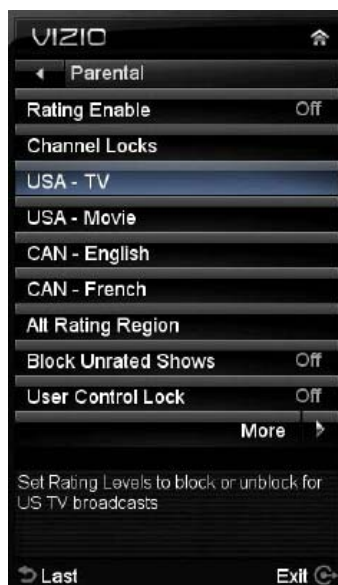 VIZIO
Parental
Rating Enable Off
Channel Locks
USA - TV
USA - Movie
CAN - English
CAN - French
Alt Rating Region
Block Unrated Shows Off
User Control Lock Off
More
Set Rating Levels to block or unblock for
US TV broadcasts
Last Exit